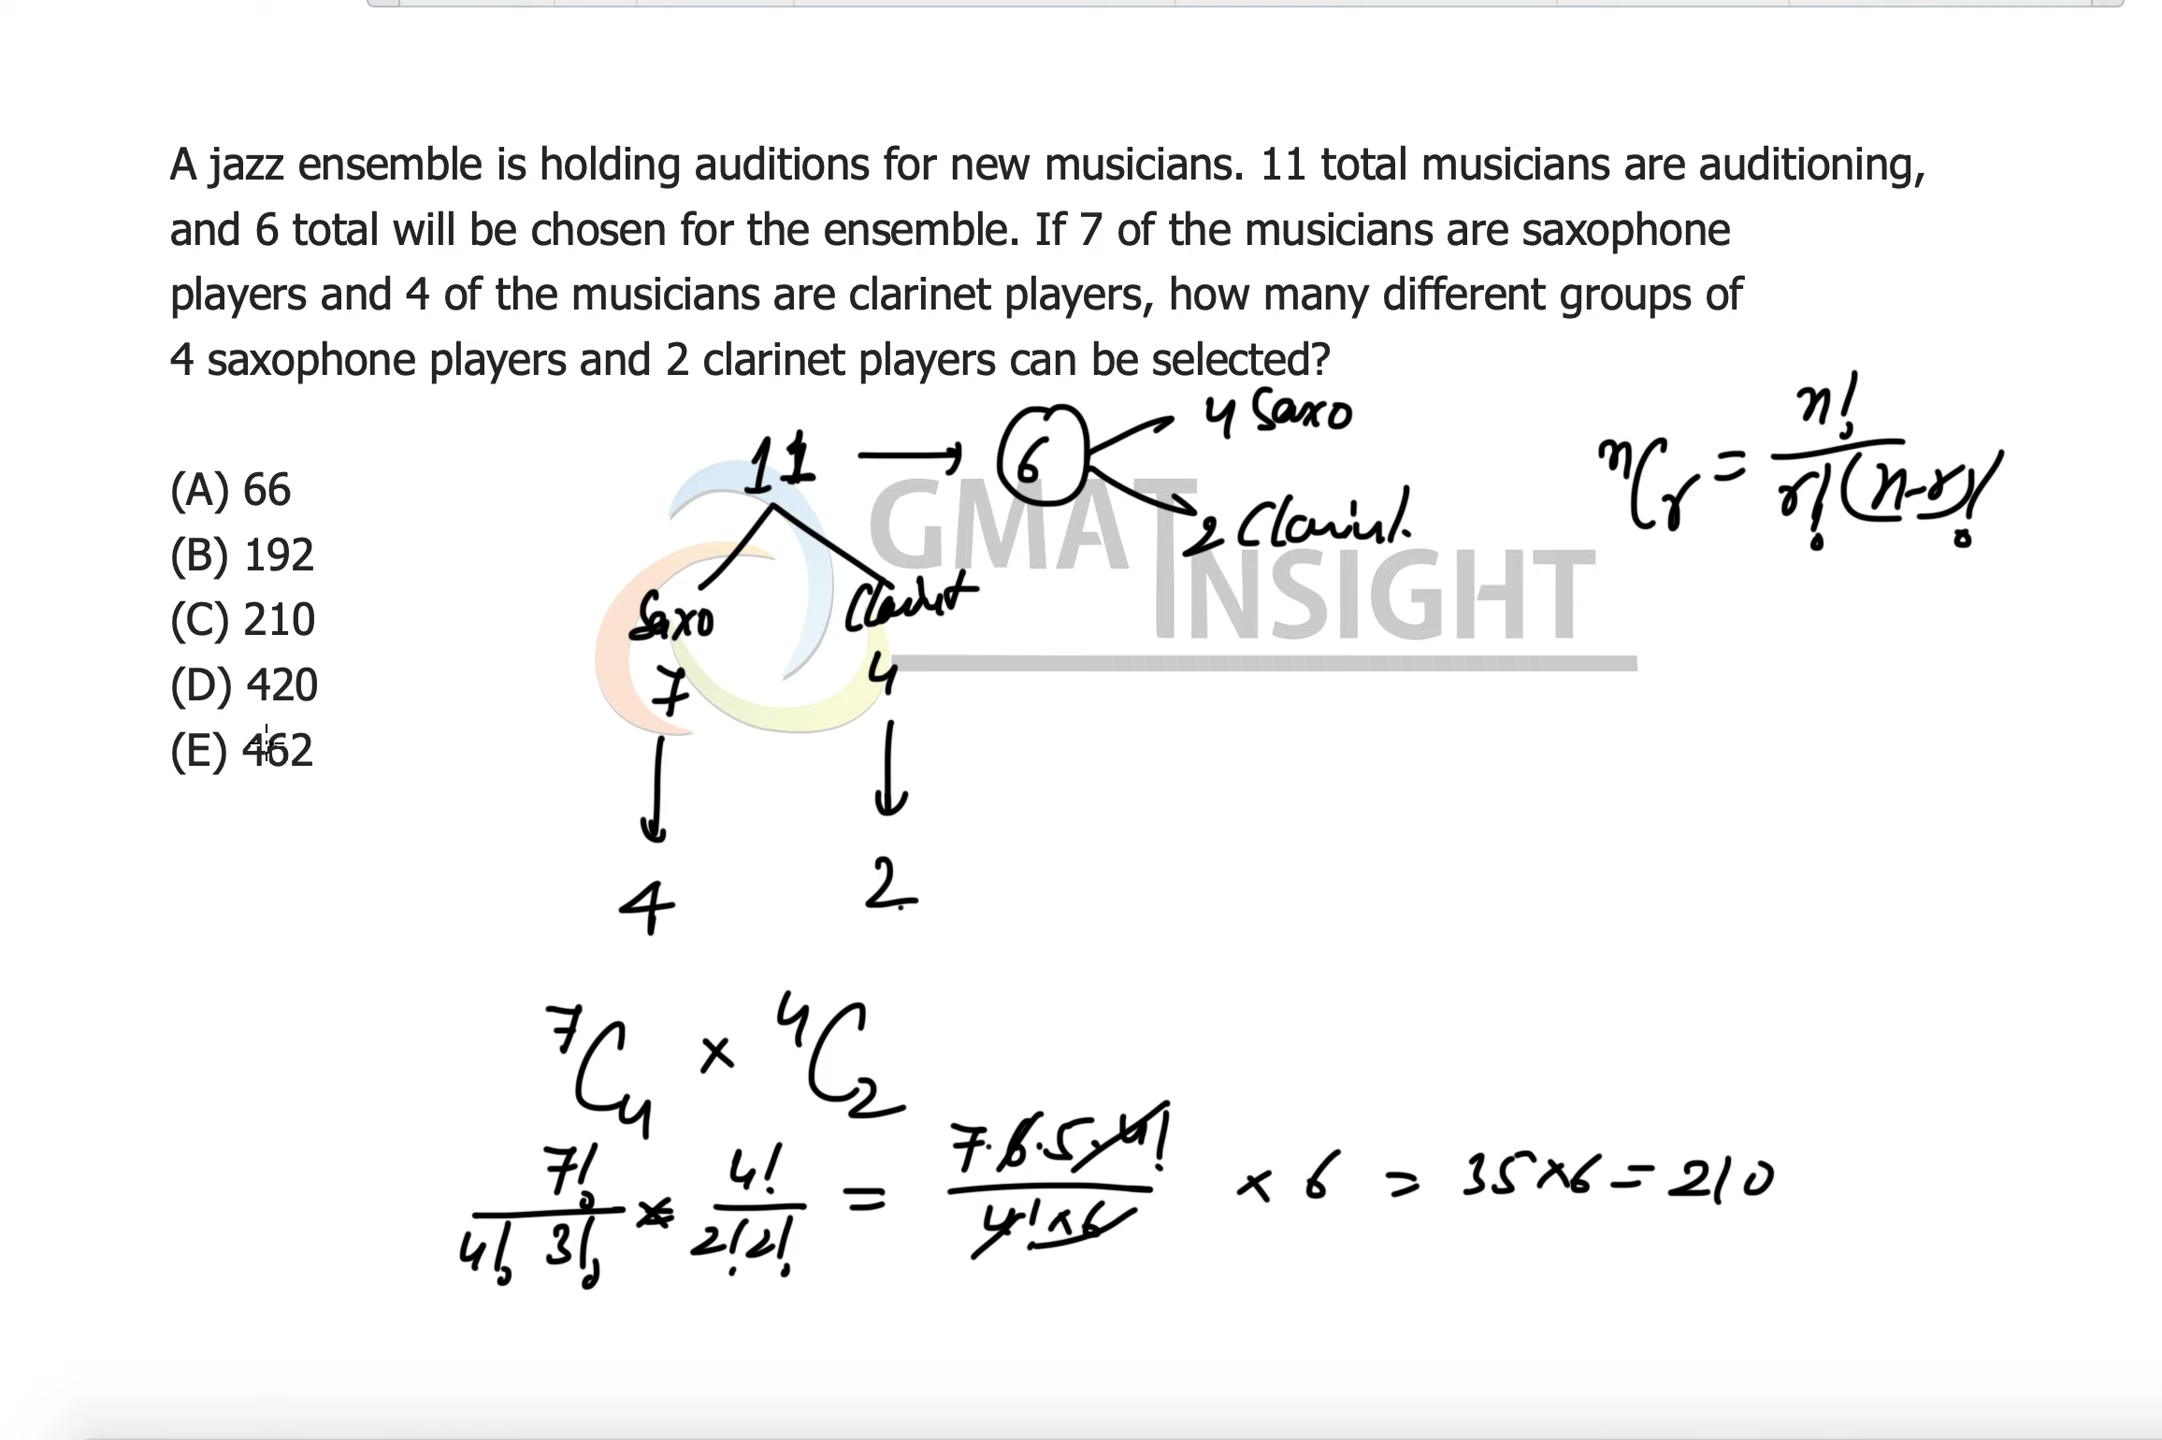 A jazz ensemble is holding auditions for new musicians. 11 total musicians are auditioning,
and 6 total will be chosen for the ensemble. If 7 of the musicians are saxophone
players and 4 of the musicians are clarinet players, how many different groups of
4 saxophone players and 2 clarinet players can be selected?
(A) 66
(B) 192
(C) 210
(D) 420
(E) 462
11 → 6
4 Saxo
2
ⁿCᵣ = n! / r!(n-r)!
GMAT INSIGHT
Saxo
7 4
4 2
⁷C₄ × ⁴C₂
7!/(4! 3!) × 4!/(2!2!) = 7·6·5·4!/(4!×6) × 6 = 35×6 = 210